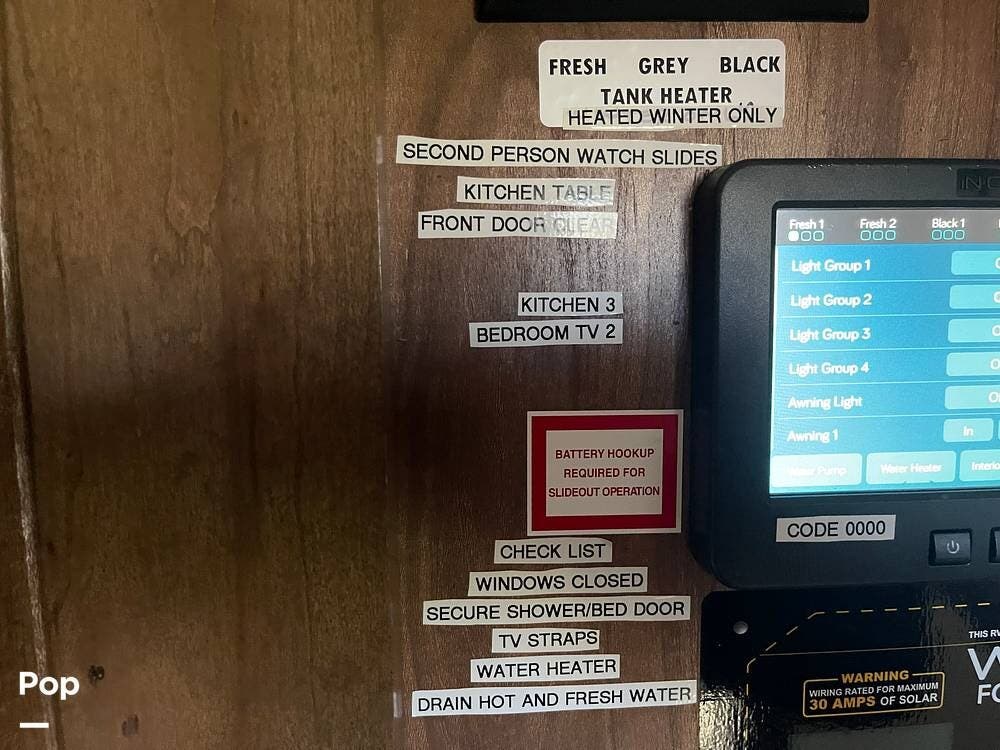 FRESH GREY BLACK
TANK HEATER
HEATED WINTER ONLY
SECOND PERSON WATCH SLIDES
KITCHEN TABLE
FRONT DOOR CLEAR
KITCHEN 3
BEDROOM TV 2
BATTERY HOOKUP
REQUIRED FOR
SLIDEOUT OPERATION
CHECK LIST
WINDOWS CLOSED
SECURE SHOWER/BED DOOR
TV STRAPS
WATER HEATER
DRAIN HOT AND FRESH WATER
Fresh 1 Fresh 2 Black 1
Light Group 1
Light Group 2
Light Group 3
Light Group 4
Awning Light
Awning 1 In
Water Pump Water Heater
CODE 0000
THIS RV
WARNING
WIRING RATED FOR MAXIMUM
30 AMPS OF SOLAR
Pop